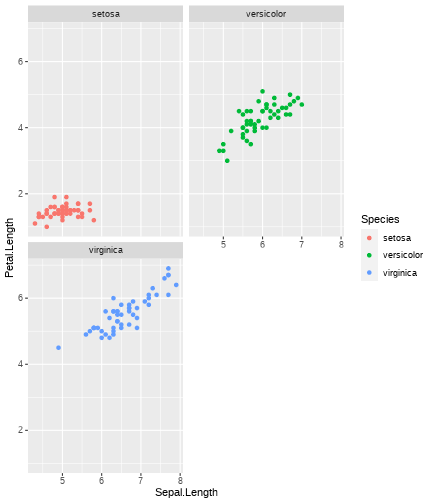 setosa
versicolor
6
4
2
5 6 7 8
virginica
6
4
2
5 6 7 8
Petal.Length
Sepal.Length
Species
setosa
versicolor
virginica